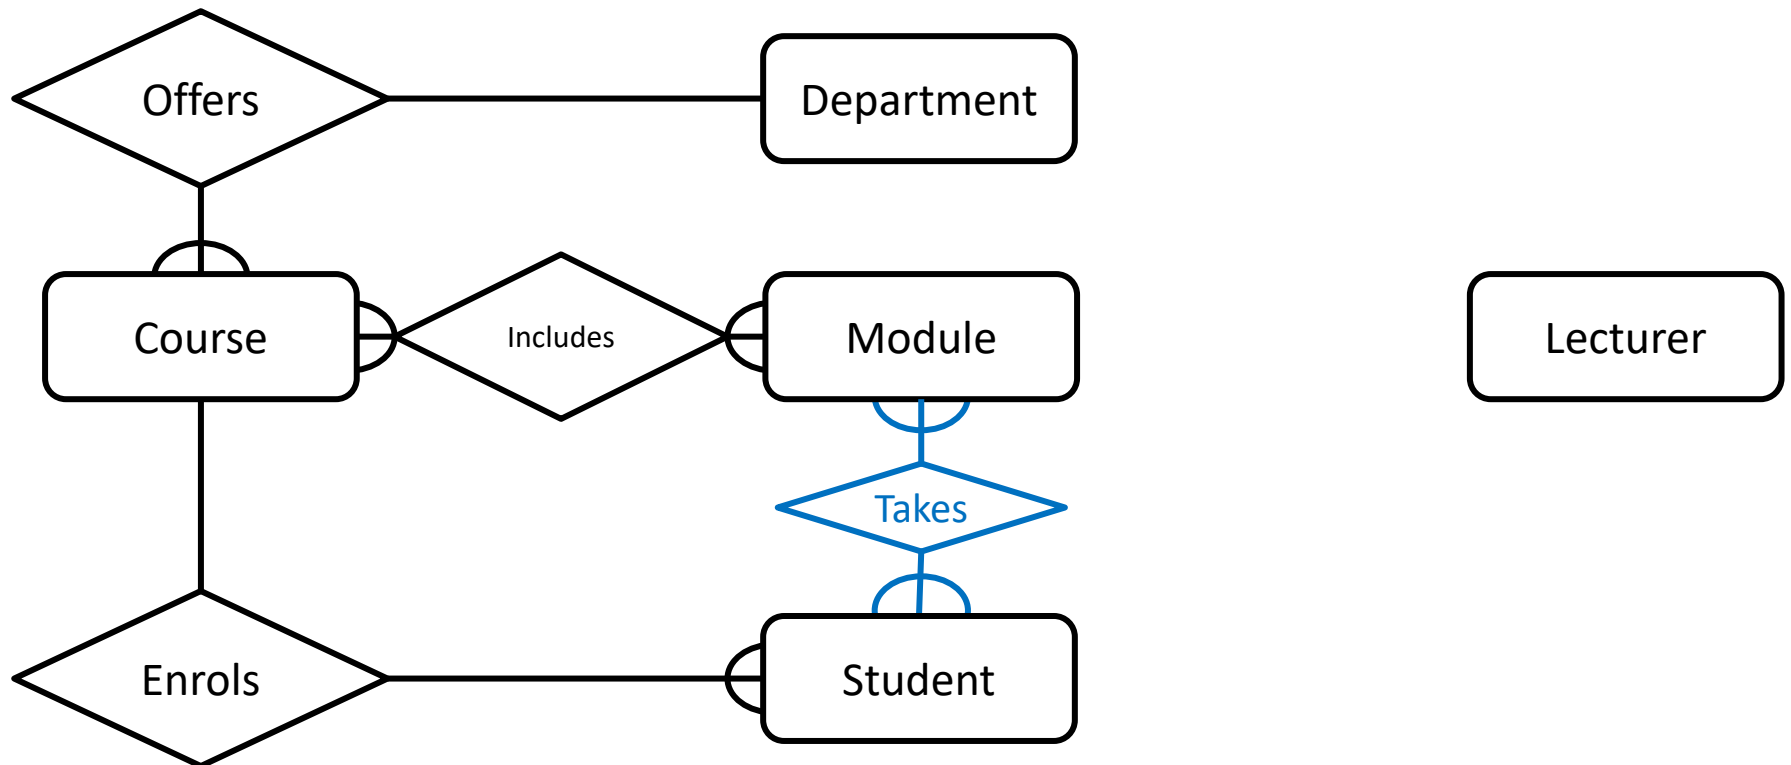 Offers
Department
Course
Includes
Module
Lecturer
Takes
Enrols
Student